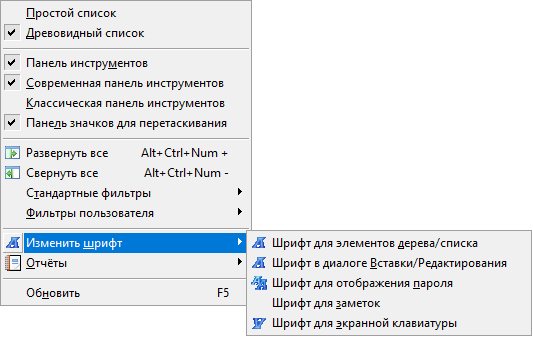 Простой список
Древовидный список
Панель инструментов
Современная панель инструментов
Классическая панель инструментов
Панель значков для перетаскивания
Развернуть все Alt+Ctrl+Num +
Свернуть все Alt+Ctrl+Num -
Стандартные фильтры
Фильтры пользователя
Изменить шрифт
Отчёты
Обновить F5
Шрифт для элементов дерева/списка
Шрифт в диалоге Вставки/Редактирования
Шрифт для отображения пароля
Шрифт для заметок
Шрифт для экранной клавиатуры